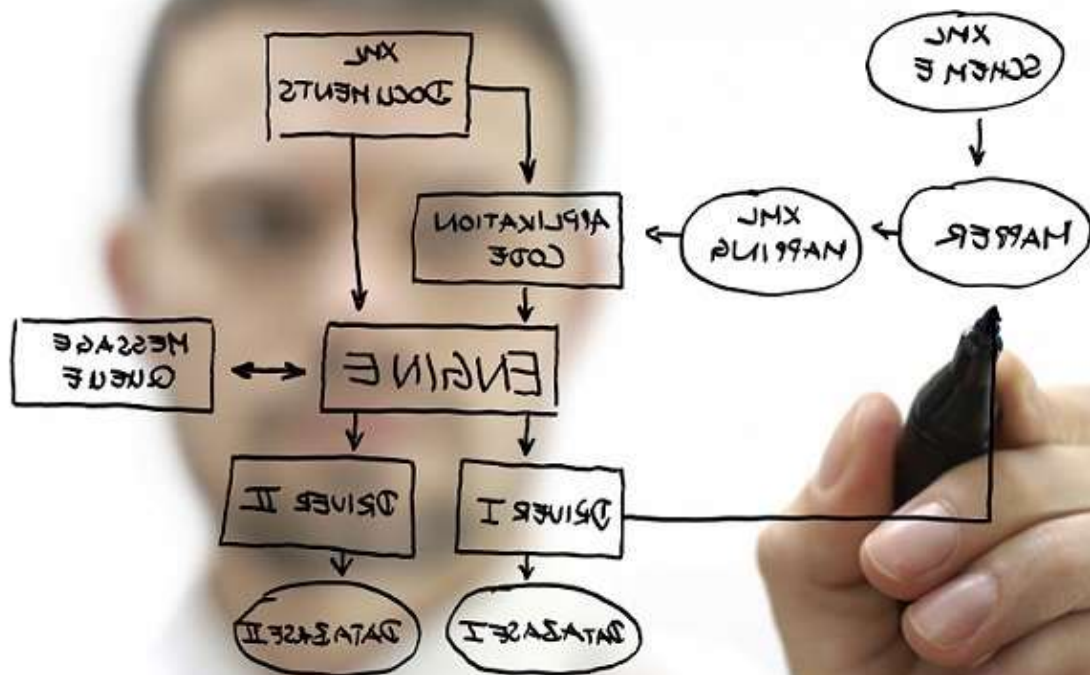 XML
DOCUMENTS
XML
SCHEME
APPLIKATION
CODE
XML
MAPPING
MAPPER
MESSAGE
QUEUE
ENGINE
DRIVER II
DRIVER I
DATABASE II
DATABASE I